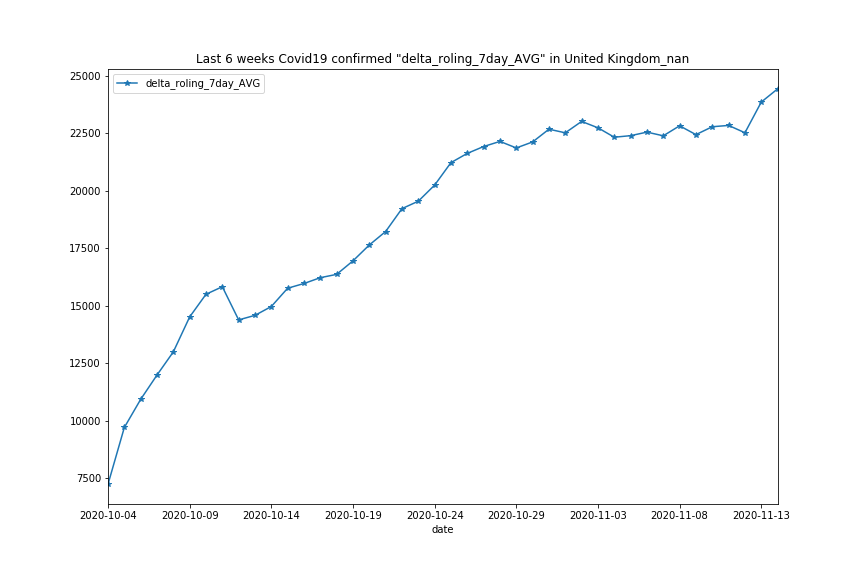 Last 6 weeks Covid19 confirmed "delta_roling_7day_AVG" in United Kingdom_nan
delta_roling_7day_AVG
25000
22500
20000
17500
15000
12500
10000
7500
2020-10-04 2020-10-09 2020-10-14 2020-10-19 2020-10-24 2020-10-29 2020-11-03 2020-11-08 2020-11-13
date